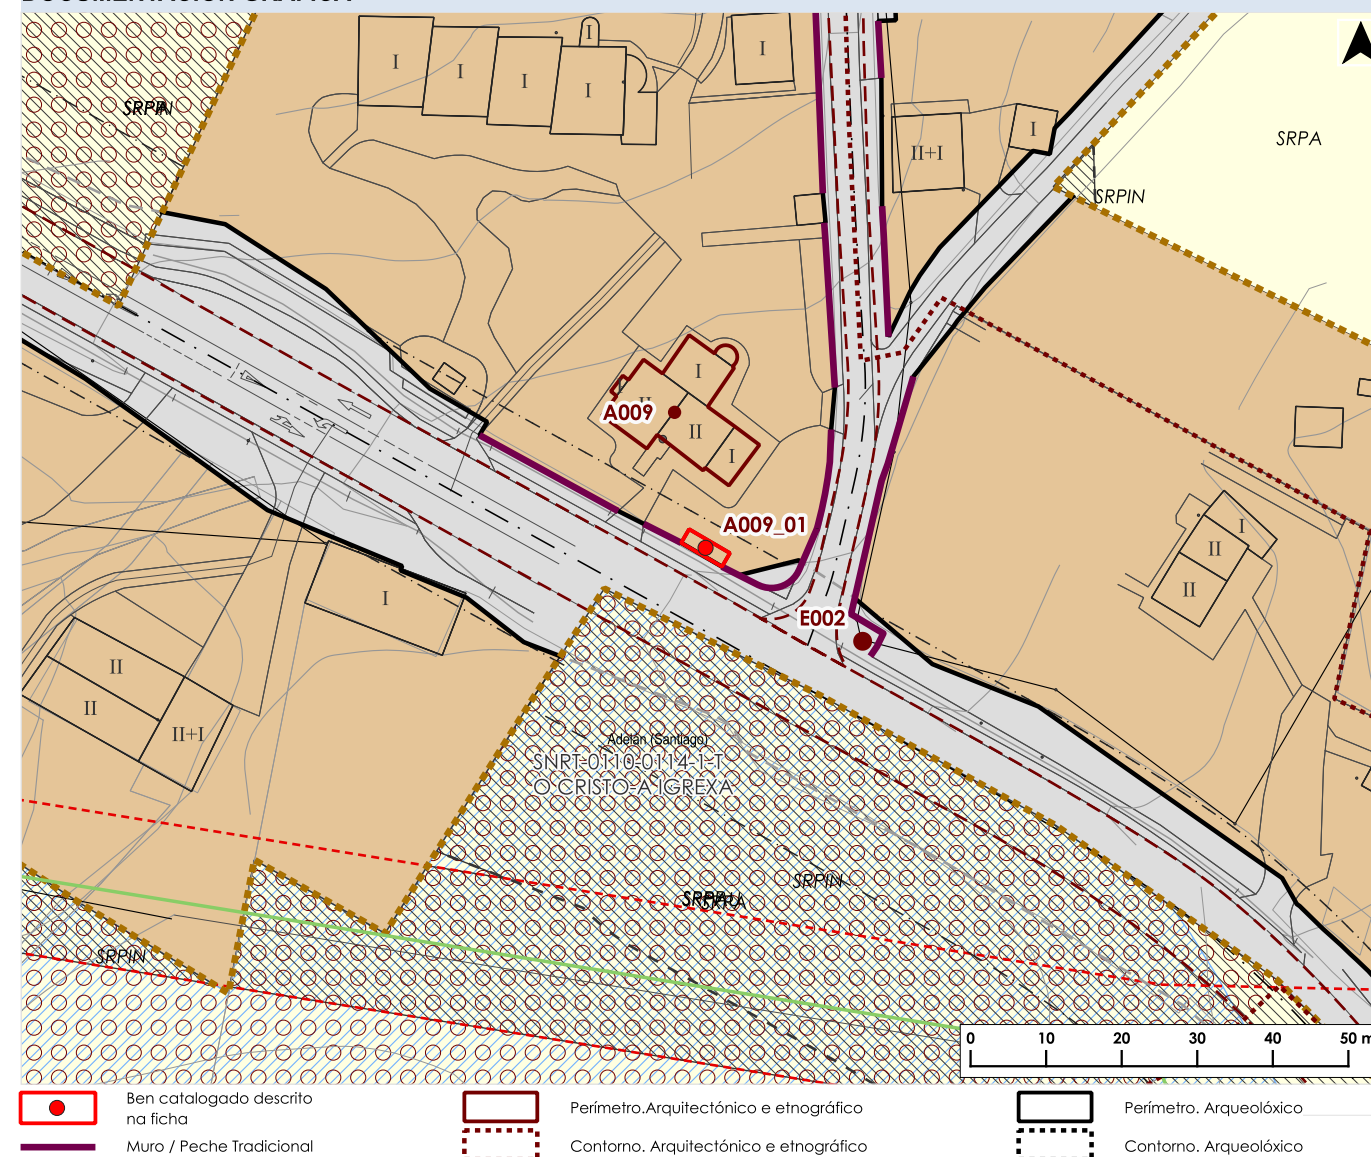 DOCUMENTACIÓN GRÁFICA
I
I
I
I
I
I
SRPIN
SRPA
II+I
I
SRPIN
I
A009
II
I
A009_01
I
II
II
E002
I
II
II
II+I
Adelán (Santiago)
SNRT-0110-0114-1-T
O CRISTO-A IGREXA
SRPIN
SRPIN
0 10 20 30 40 50 m
Ben catalogado descrito
na ficha
Perímetro.Arquitectónico e etnográfico
Perímetro. Arqueolóxico
Muro / Peche Tradicional
Contorno. Arquitectónico e etnográfico
Contorno. Arqueolóxico